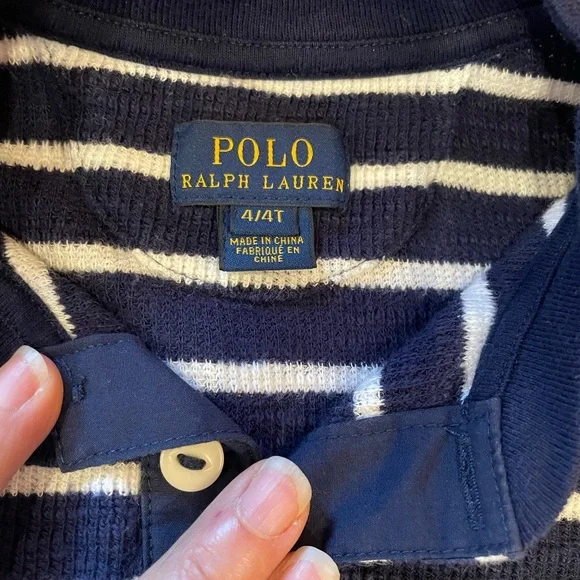 POLO
RALPH LAUREN
4/4T
MADE IN CHINA
FABRIQUÉ EN
CHINE